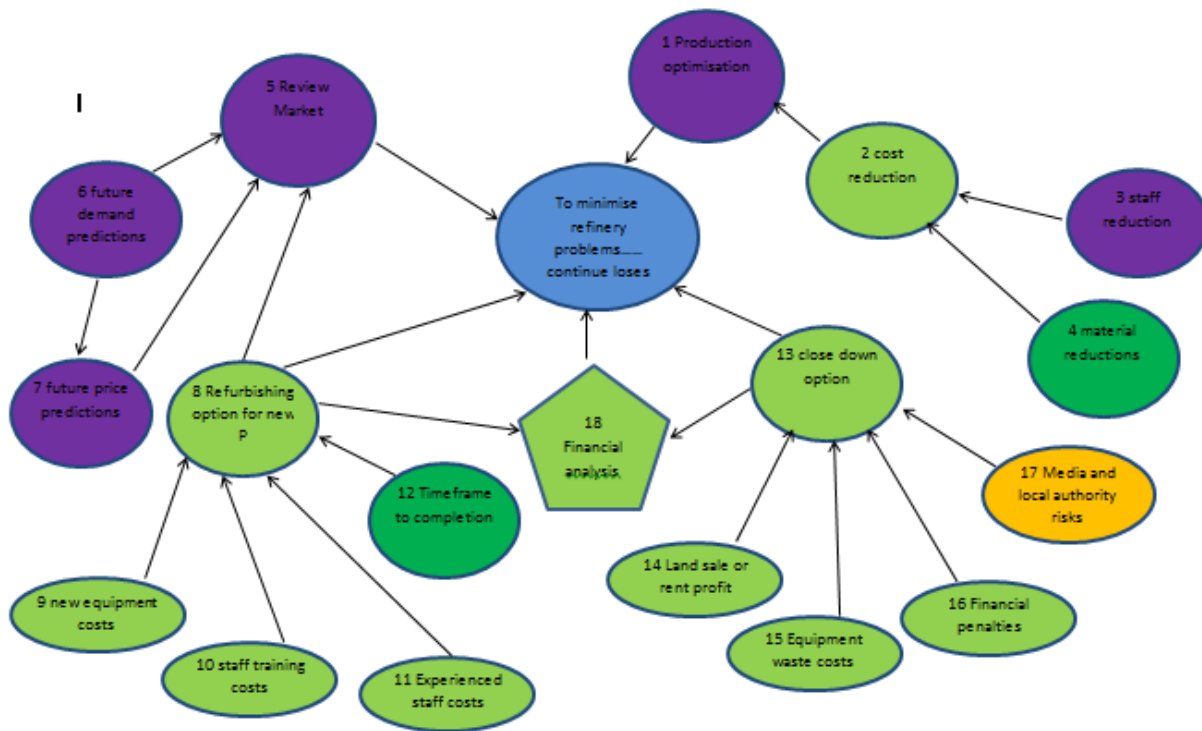 I
5 Review
Market
1 Production
optimisation
2 cost
reduction
3 staff
reduction
4 material
reductions
6 future
demand
predictions
To minimise
refinery
problems......
continue loses
7 future price
predictions
8 Refurbishing
option for new
P
13 close down
option
18
Financial
analysis.
12 Timeframe
to completion
17 Media and
local authority
risks
9 new equipment
costs
10 staff training
costs
11 Experienced
staff costs
14 Land sale or
rent profit
15 Equipment
waste costs
16 Financial
penalties